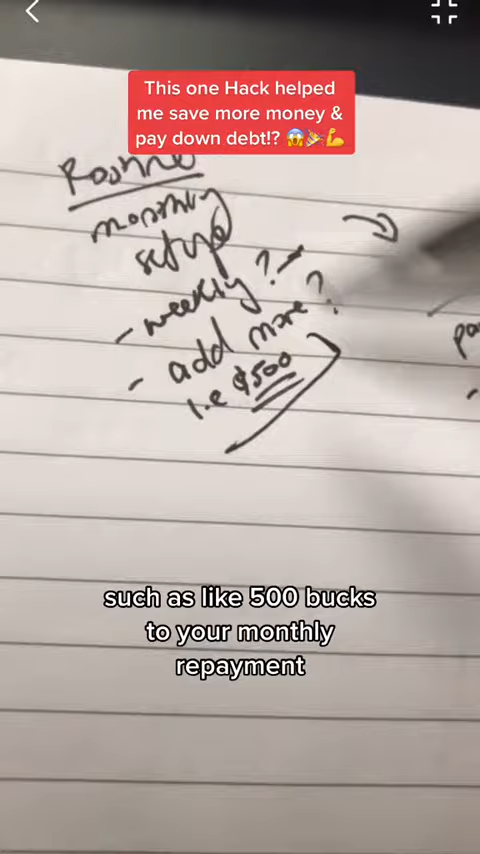 This one Hack helped
me save more money &
pay down debt!? 😱🎉💪
monthly
setup
- weekly ?
- add more ?
i.e $500
such as like 500 bucks
to your monthly
repayment